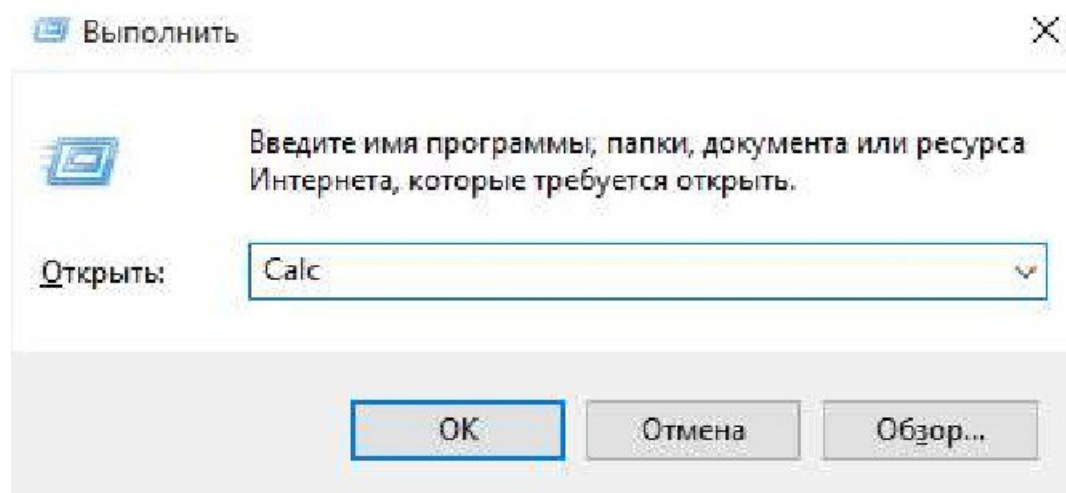 Выполнить
Введите имя программы, папки, документа или ресурса
Интернета, которые требуется открыть.
Открыть:
Calc
OK
Отмена
Обзор...